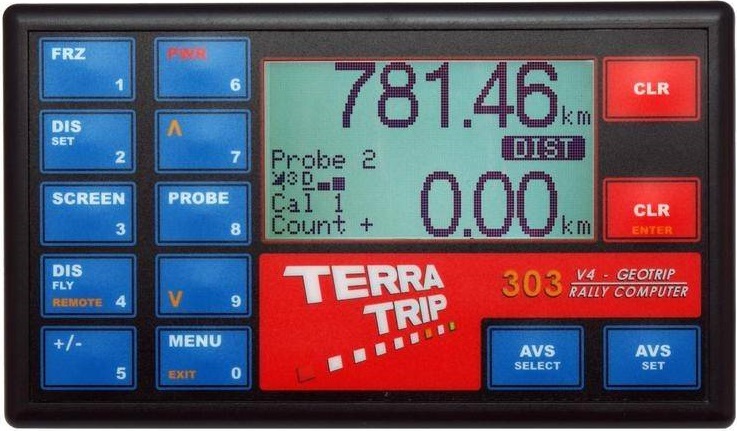 FRZ
1
PWR
6
DIS
SET
2
Λ
7
SCREEN
3
PROBE
8
DIS
FLY
REMOTE 4
V 9
+/-
5
MENU
EXIT 0
781.46km
DIST
Probe 2
3D
Cal 1
Count +
0.00km
CLR
CLR
ENTER
TERRA
TRIP
303 V4 - GEOTRIP
RALLY COMPUTER
AVS
SELECT
AVS
SET